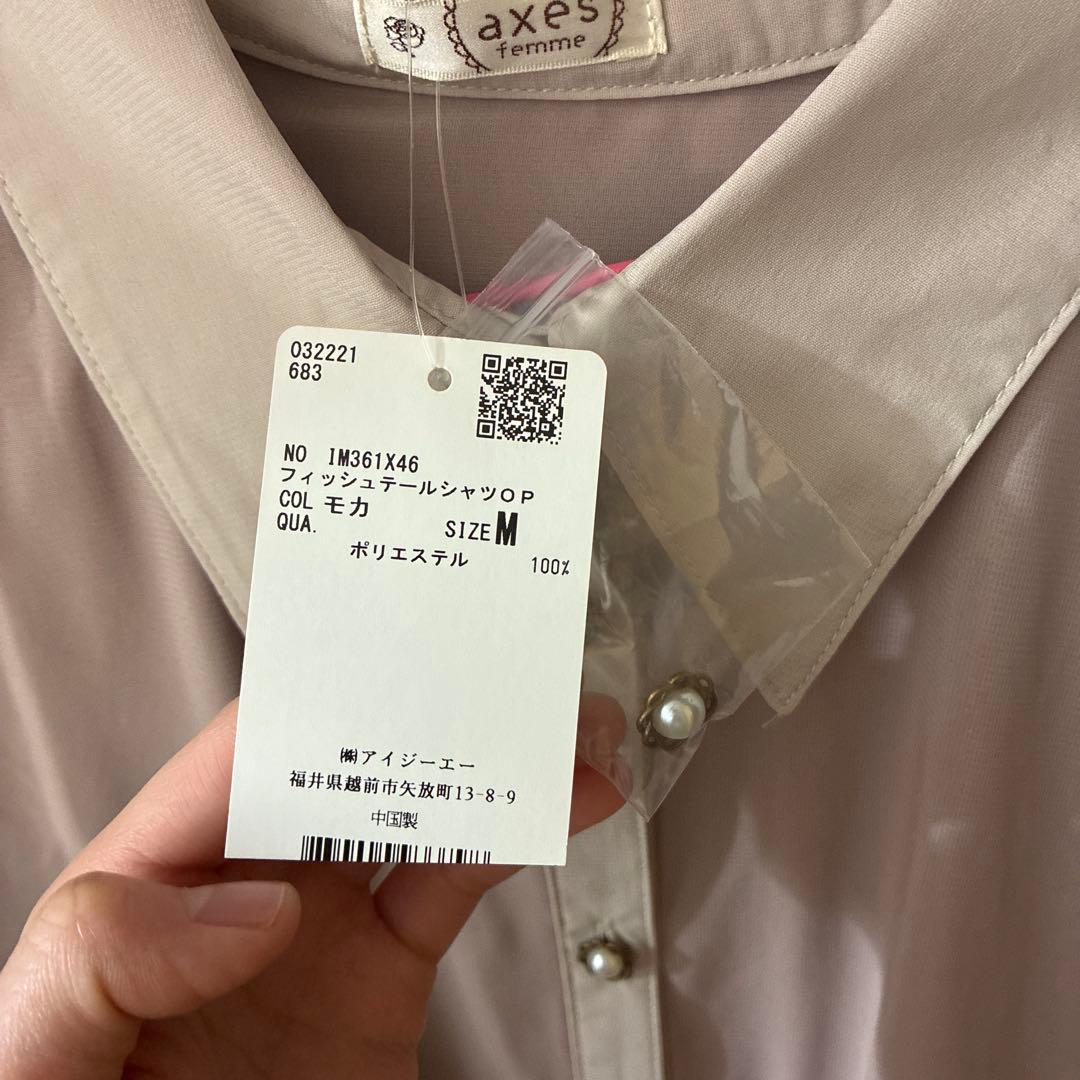 axes
femme
032221
683
NO IM361X46
フィッシュテールシャツOP
COL モカ
QUA. SIZE M
ポリエステル 100%
㈱アイジーエー
福井県越前市矢放町13-8-9
中国製